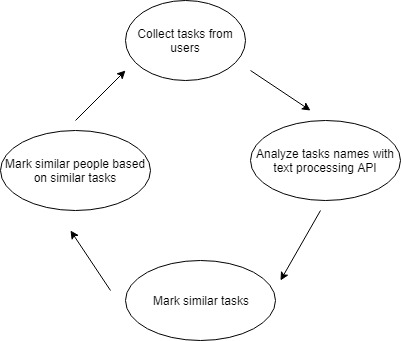 Collect tasks from
users
Analyze tasks names with
text processing API
Mark similar tasks
Mark similar people based
on similar tasks